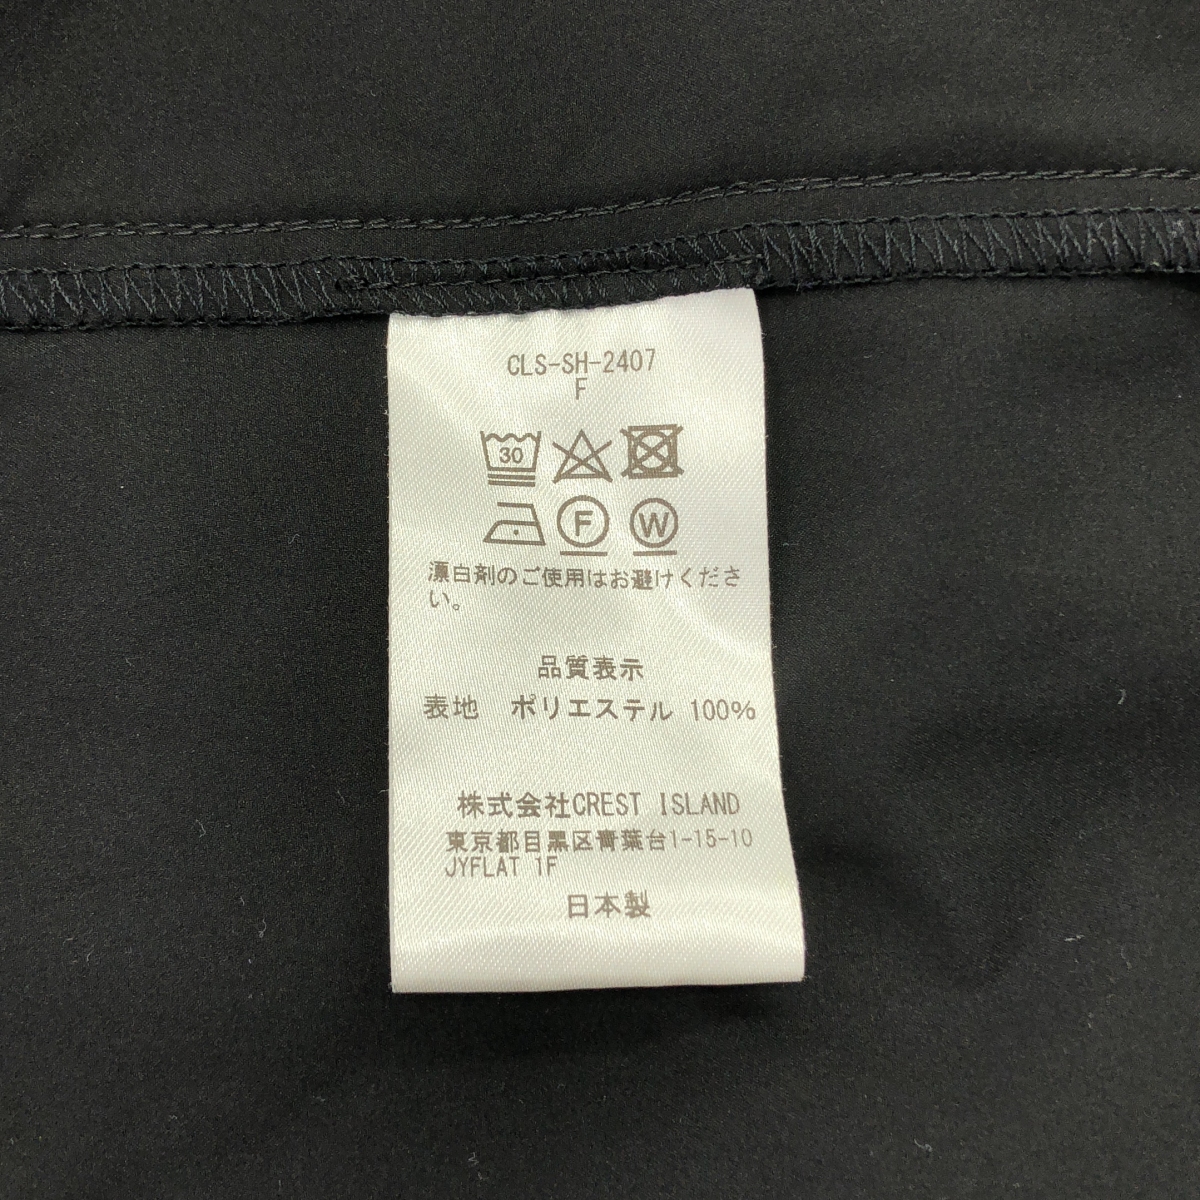 CLS-SH-2407
F
30
F W
漂白剤のご使用はお避けくださ
い。
品質表示
表地 ポリエステル 100%
株式会社CREST ISLAND
東京都目黒区青葉台1-15-10
JYFLAT 1F
日本製